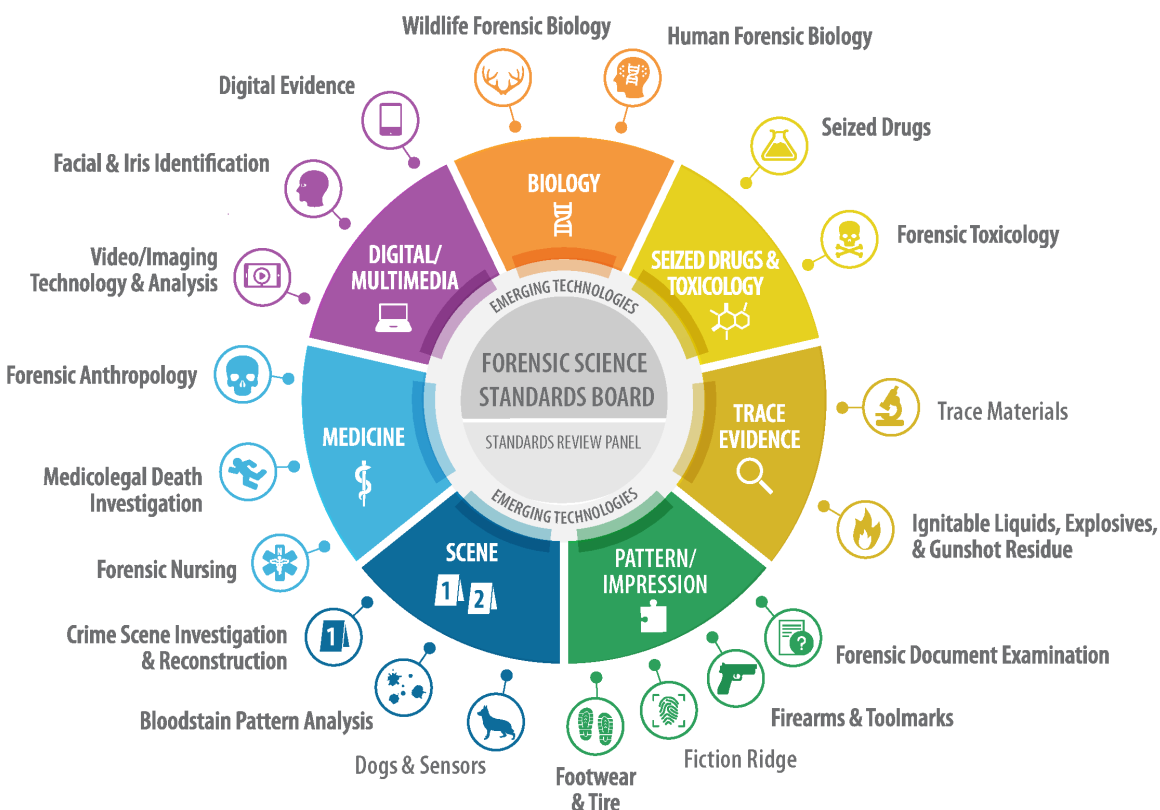 Wildlife Forensic Biology
Human Forensic Biology
Digital Evidence
Seized Drugs
Facial & Iris Identification
Forensic Toxicology
Video/Imaging
Technology & Analysis
Forensic Anthropology
Trace Materials
Medicolegal Death
Investigation
Ignitable Liquids, Explosives,
& Gunshot Residue
Forensic Nursing
Crime Scene Investigation
& Reconstruction
Forensic Document Examination
Bloodstain Pattern Analysis
Firearms & Toolmarks
Dogs & Sensors
Fiction Ridge
Footwear
& Tire
BIOLOGY
DIGITAL/
MULTIMEDIA
SEIZED DRUGS &
TOXICOLOGY
EMERGING TECHNOLOGIES
FORENSIC SCIENCE
STANDARDS BOARD
STANDARDS REVIEW PANEL
EMERGING TECHNOLOGIES
MEDICINE
TRACE
EVIDENCE
SCENE
1 2
PATTERN/
IMPRESSION
N
1
?